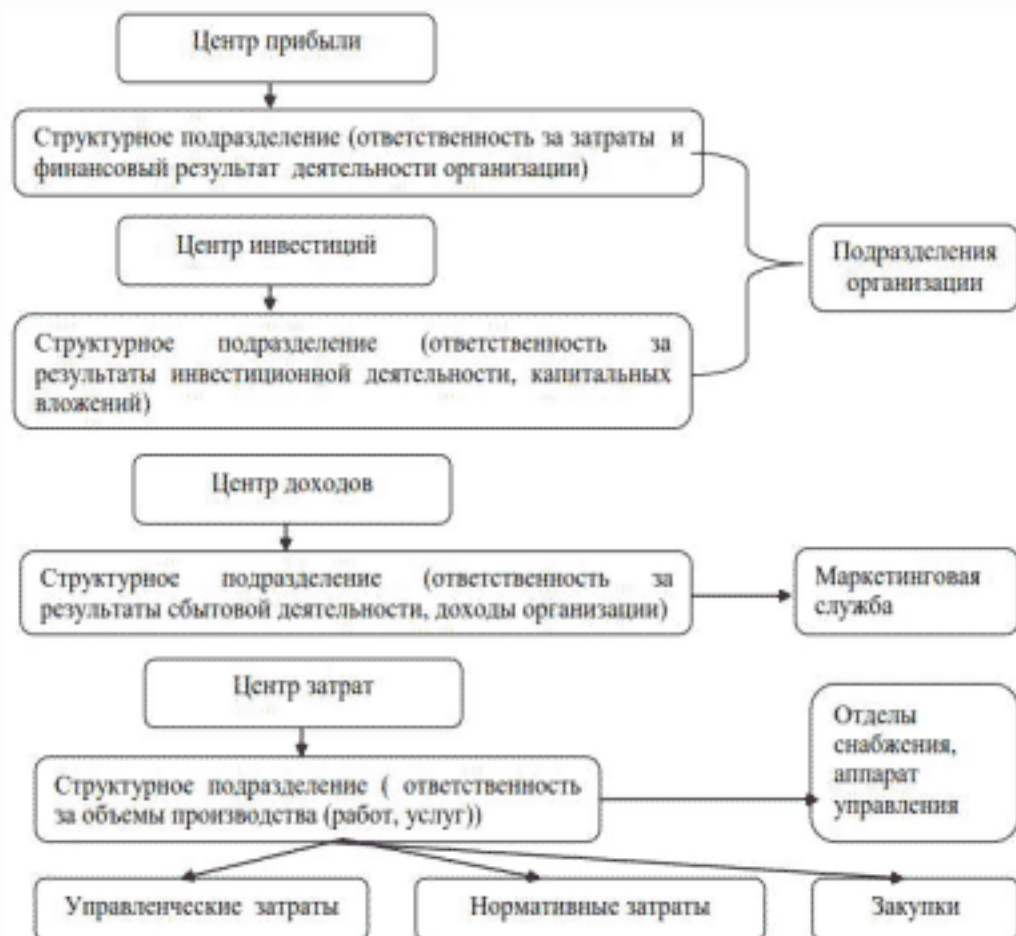 Центр прибыли
Структурное подразделение (ответственность за затраты и
финансовый результат деятельности организации)
Центр инвестиций
Подразделения
организации
Структурное подразделение (ответственность за
результаты инвестиционной деятельности, капитальных
вложений)
Центр доходов
Структурное подразделение (ответственность за
результаты сбытовой деятельности, доходы организации)
Маркетинговая
служба
Центр затрат
Отделы
снабжения,
аппарат
управления
Структурное подразделение ( ответственность
за объемы производства (работ, услуг))
Управленческие затраты
Нормативные затраты
Закупки